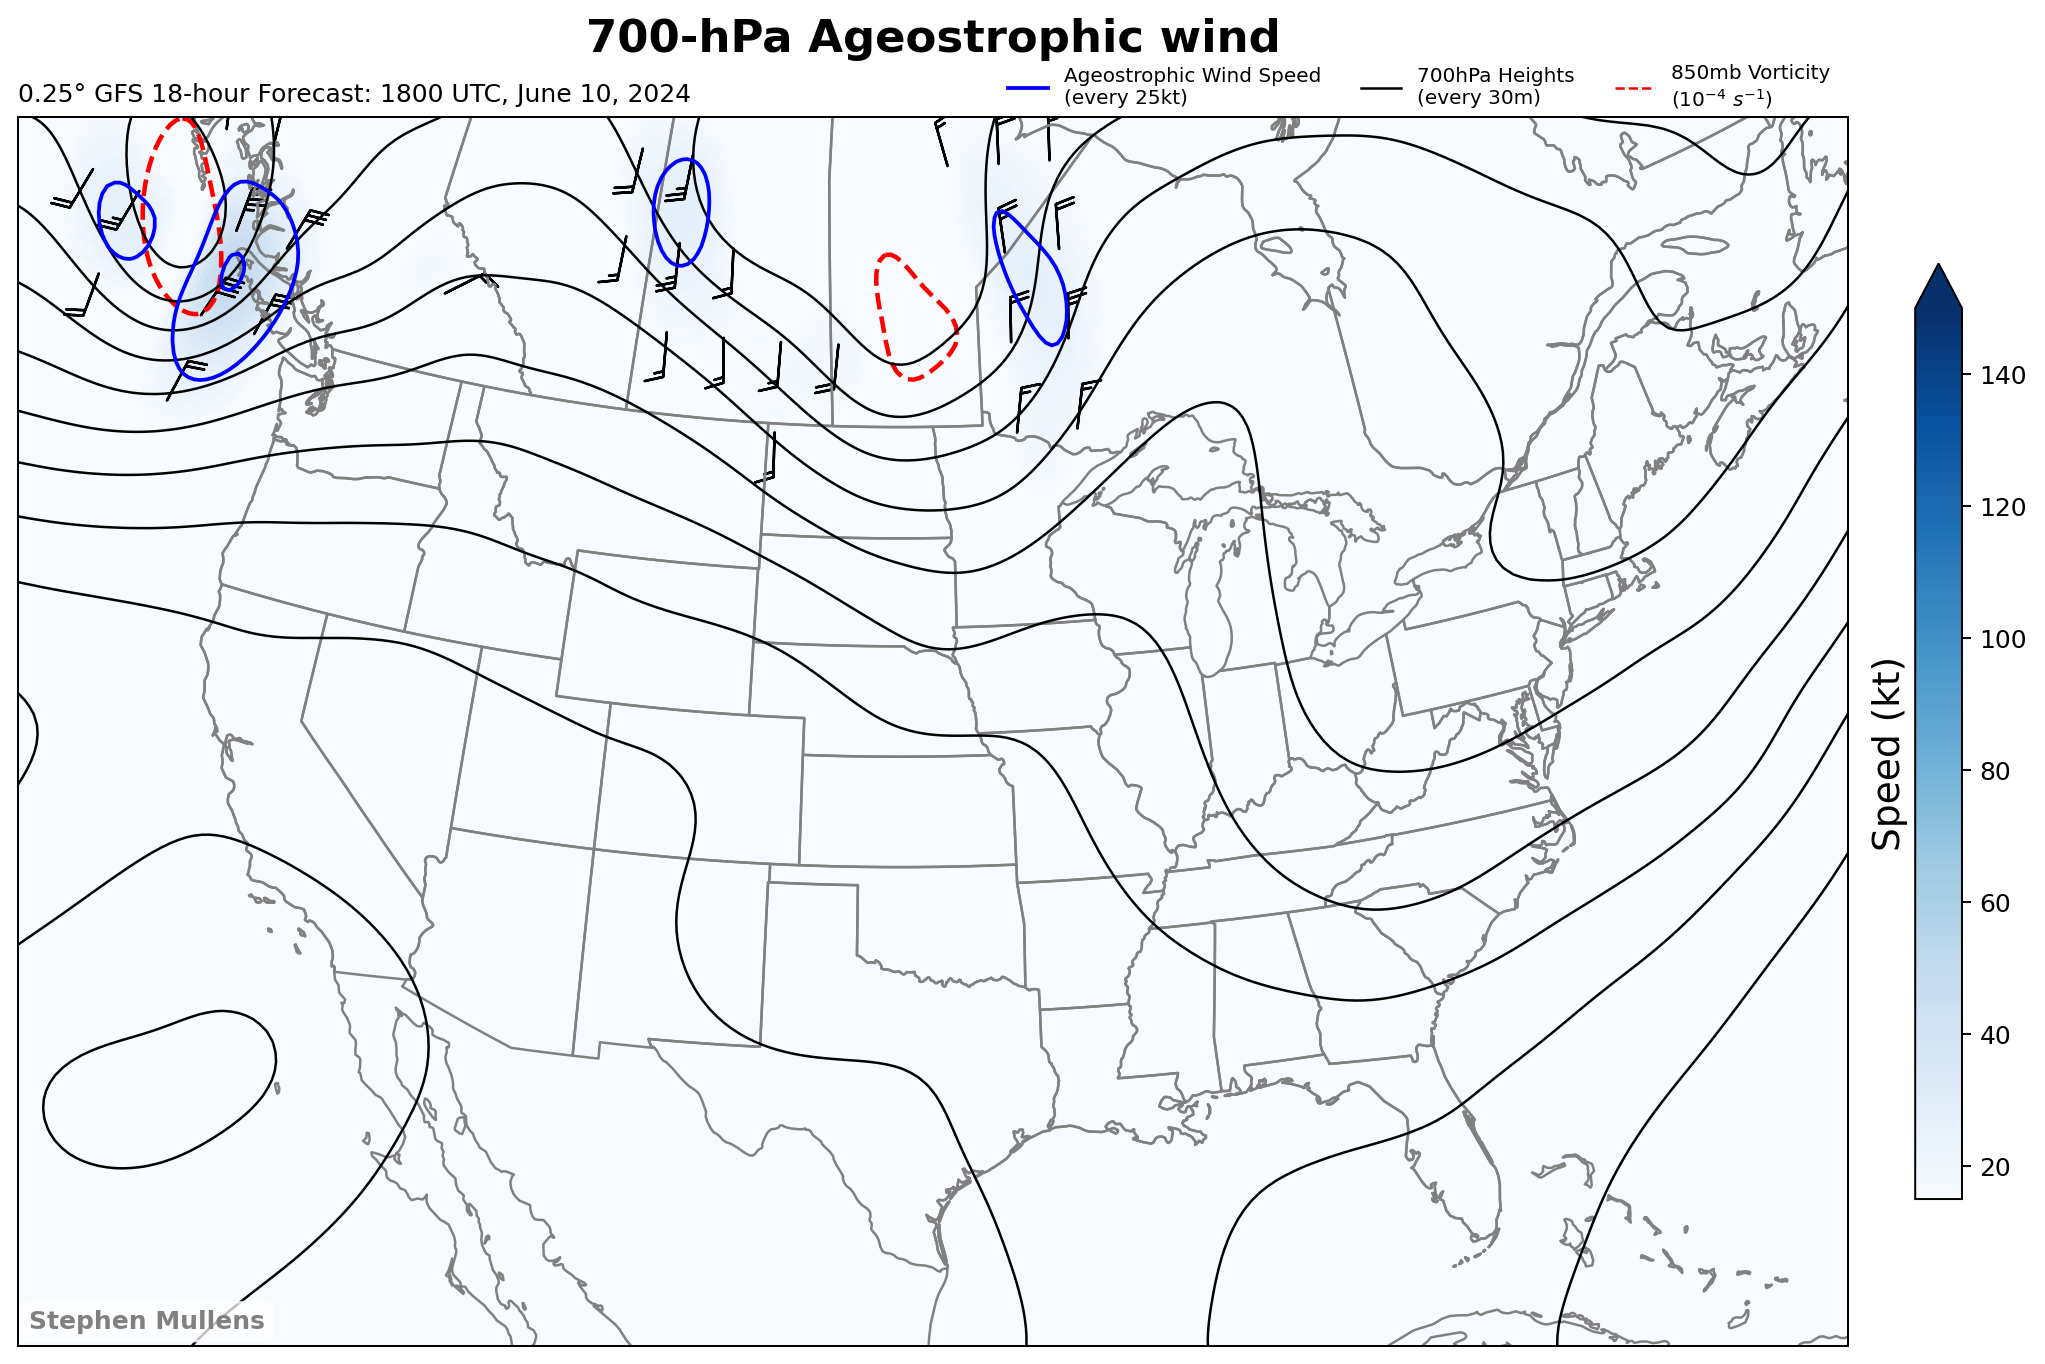 700-hPa Ageostrophic wind
0.25° GFS 18-hour Forecast: 1800 UTC, June 10, 2024
Ageostrophic Wind Speed
(every 25kt)
700hPa Heights
(every 30m)
850mb Vorticity
(10⁻⁴ s⁻¹)
140
120
100
80
60
40
20
Speed (kt)
Stephen Mullens